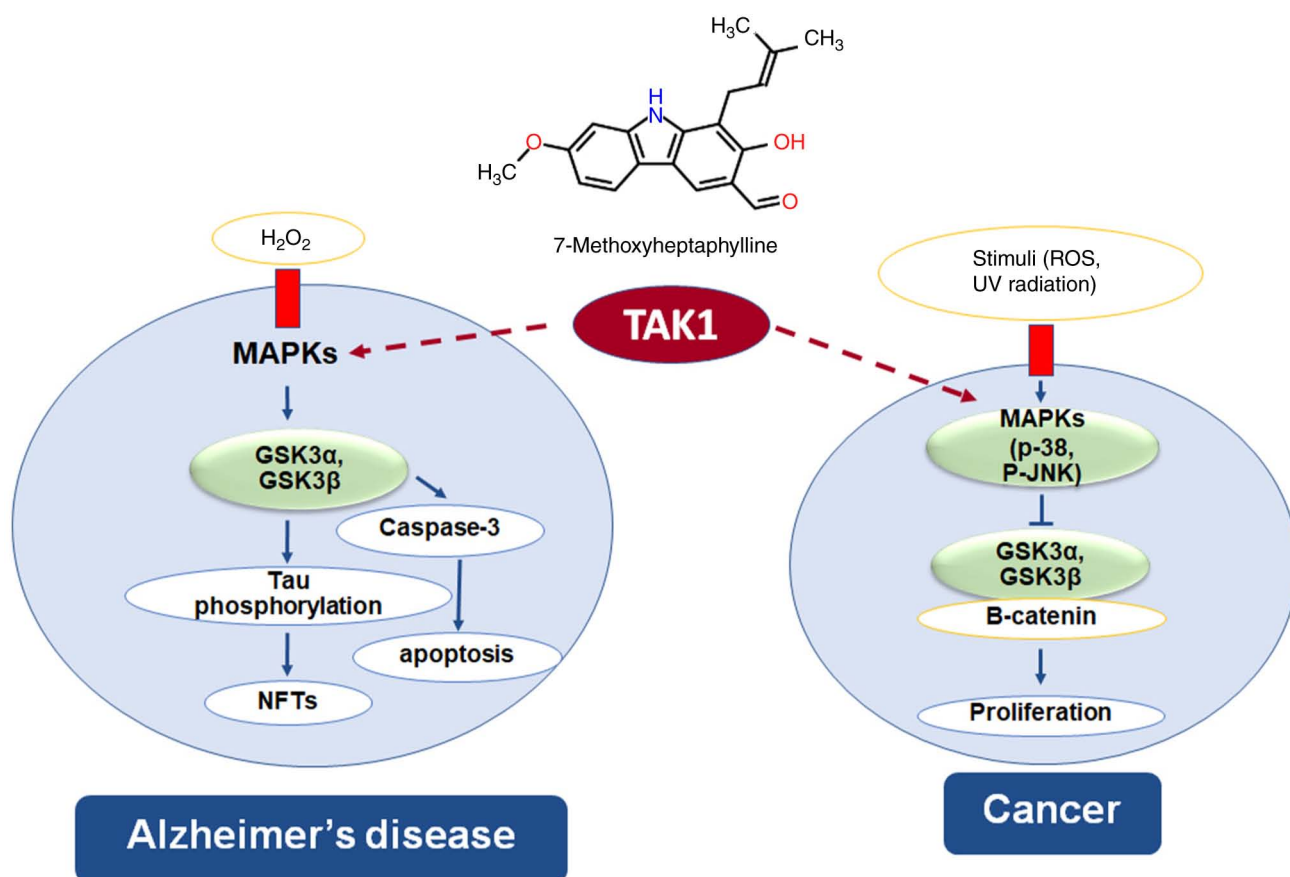 H₃C
CH₃
H
N
O
H₃C
OH
O
7-Methoxyheptaphylline
H₂O₂
Stimuli (ROS,
UV radiation)
TAK1
MAPKs
GSK3α,
GSK3β
Caspase-3
Tau
phosphorylation
apoptosis
NFTs
Alzheimer's disease
MAPKs
(p-38,
P-JNK)
GSK3α,
GSK3β
B-catenin
Proliferation
Cancer